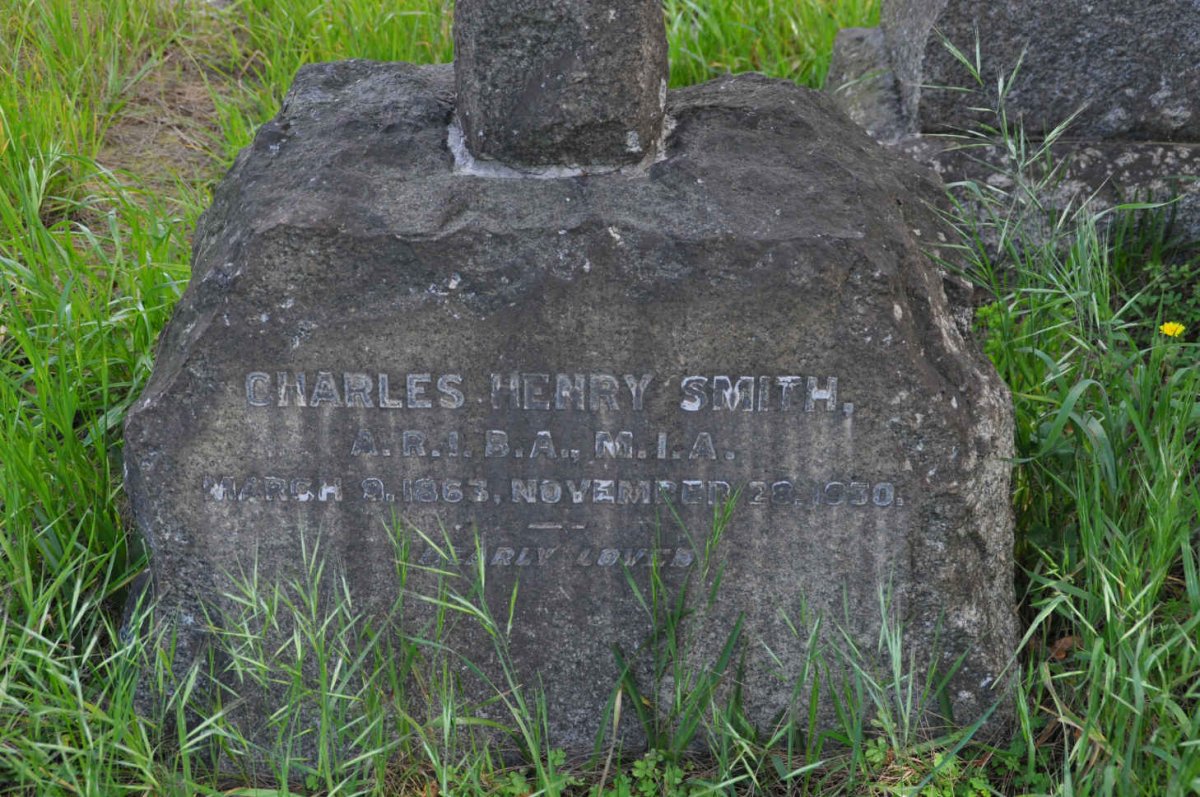 CHARLES HENRY SMITH,
A.R.I.B.A., M.I.A.
MARCH 9, 1863, NOVEMBER 28, 1930.
DEARLY LOVED